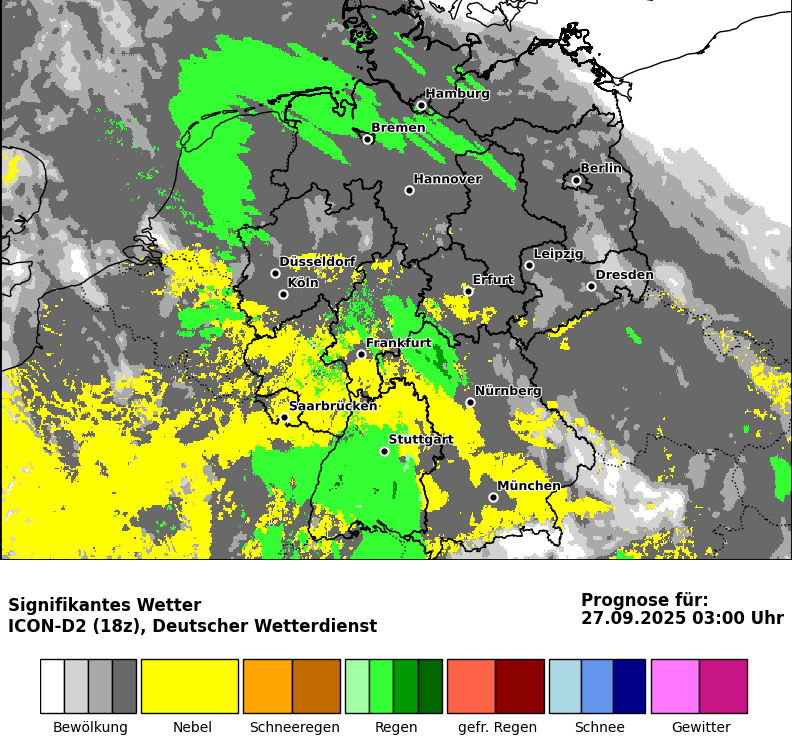 Hamburg
Bremen
Berlin
Hannover
Leipzig
Düsseldorf
Dresden
Köln
Erfurt
Frankfurt
Nürnberg
Saarbrücken
Stuttgart
München
Signifikantes Wetter
ICON-D2 (18z), Deutscher Wetterdienst
Prognose für:
27.09.2025 03:00 Uhr
Bewölkung
Nebel
Schneeregen
Regen
gefr. Regen
Schnee
Gewitter